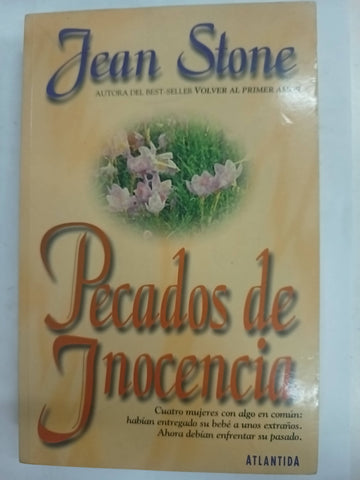 Jean Stone
AUTORA DEL BEST-SELLER VOLVER AL PRIMER AMOR
Pecados de
Inocencia
Cuatro mujeres con algo en común:
habían entregado su bebé a unos extraños.
Ahora debían enfrentar su pasado.
ATLANTIDA